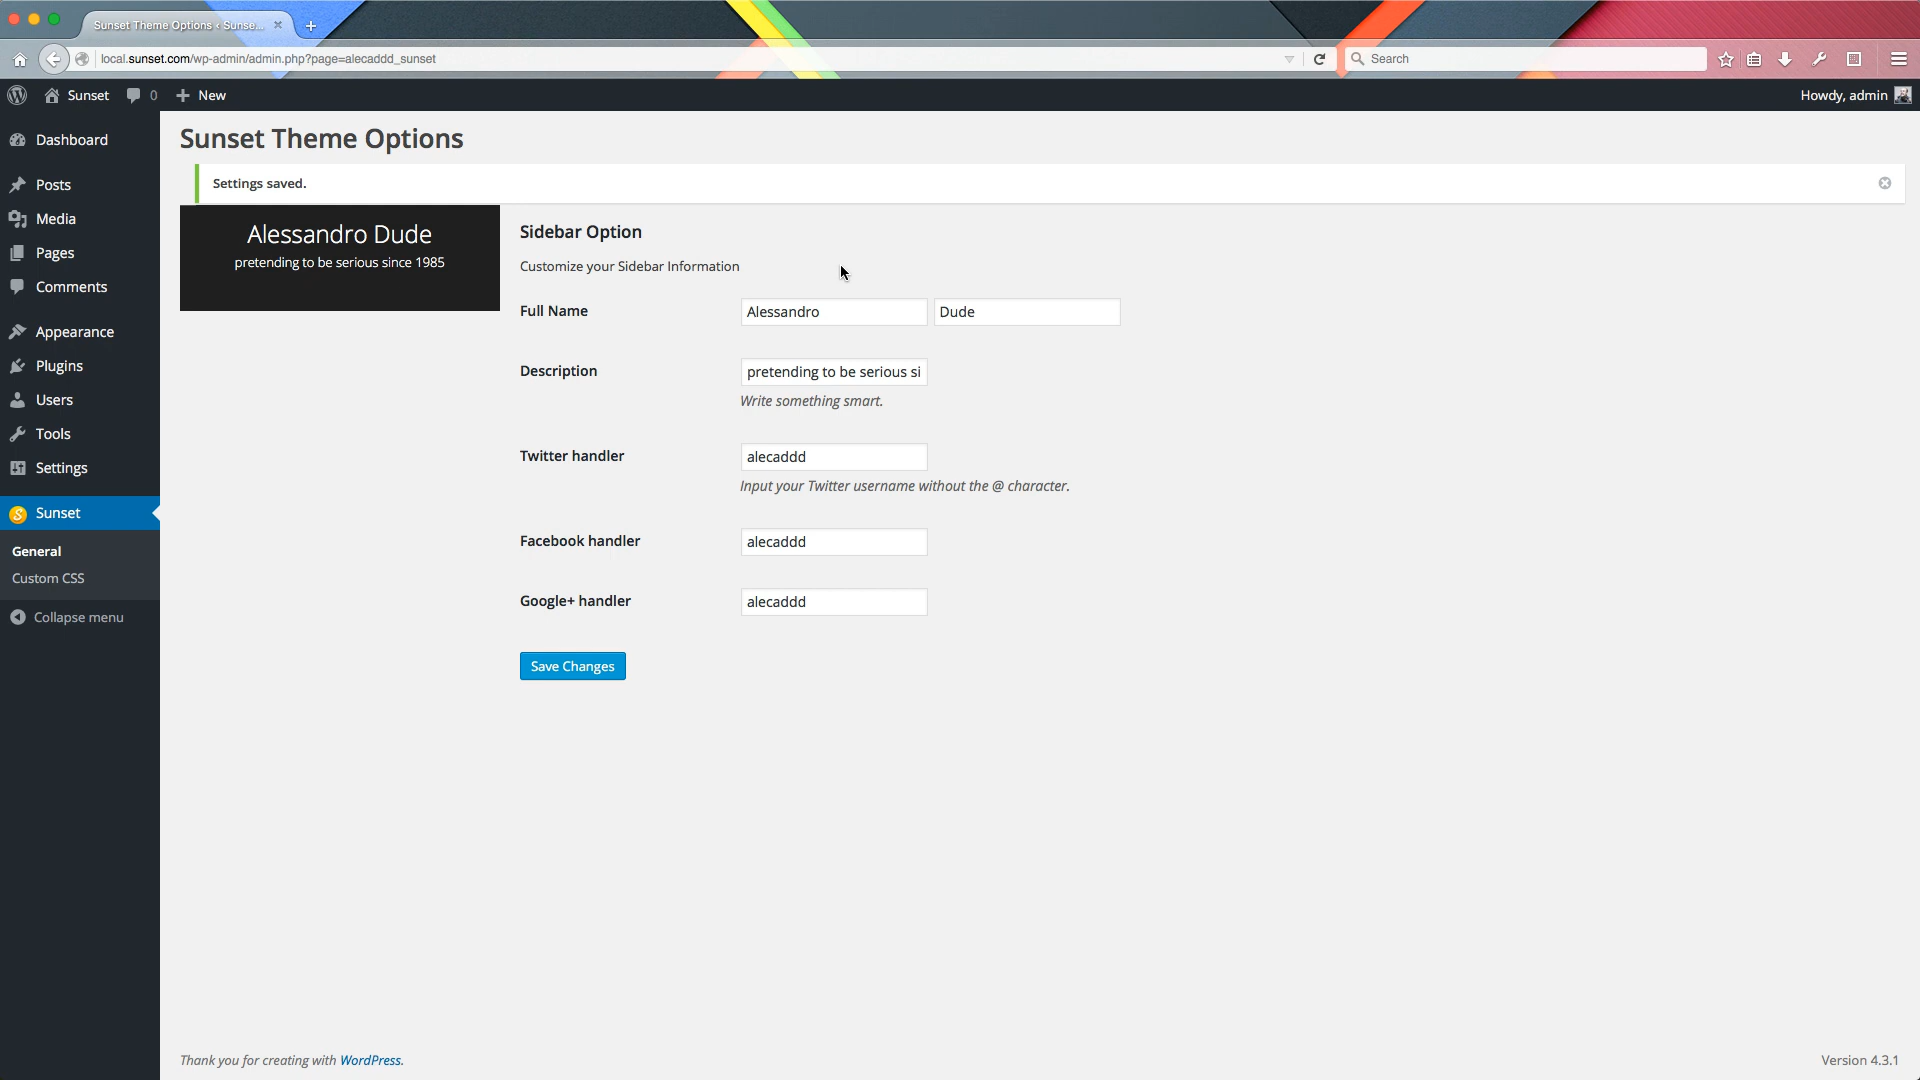 Sunset Theme Options ‹ Sunse...
local.sunset.com/wp-admin/admin.php?page=alecaddd_sunset
Search
Sunset
0
New
Howdy, admin
Dashboard
Posts
Media
Pages
Comments
Appearance
Plugins
Users
Tools
Settings
Sunset
General
Custom CSS
Collapse menu
Sunset Theme Options
Settings saved.
Alessandro Dude
pretending to be serious since 1985
Sidebar Option
Customize your Sidebar Information
Full Name
Alessandro
Dude
Description
pretending to be serious si
Write something smart.
Twitter handler
alecaddd
Input your Twitter username without the @ character.
Facebook handler
alecaddd
Google+ handler
alecaddd
Save Changes
Thank you for creating with WordPress.
Version 4.3.1